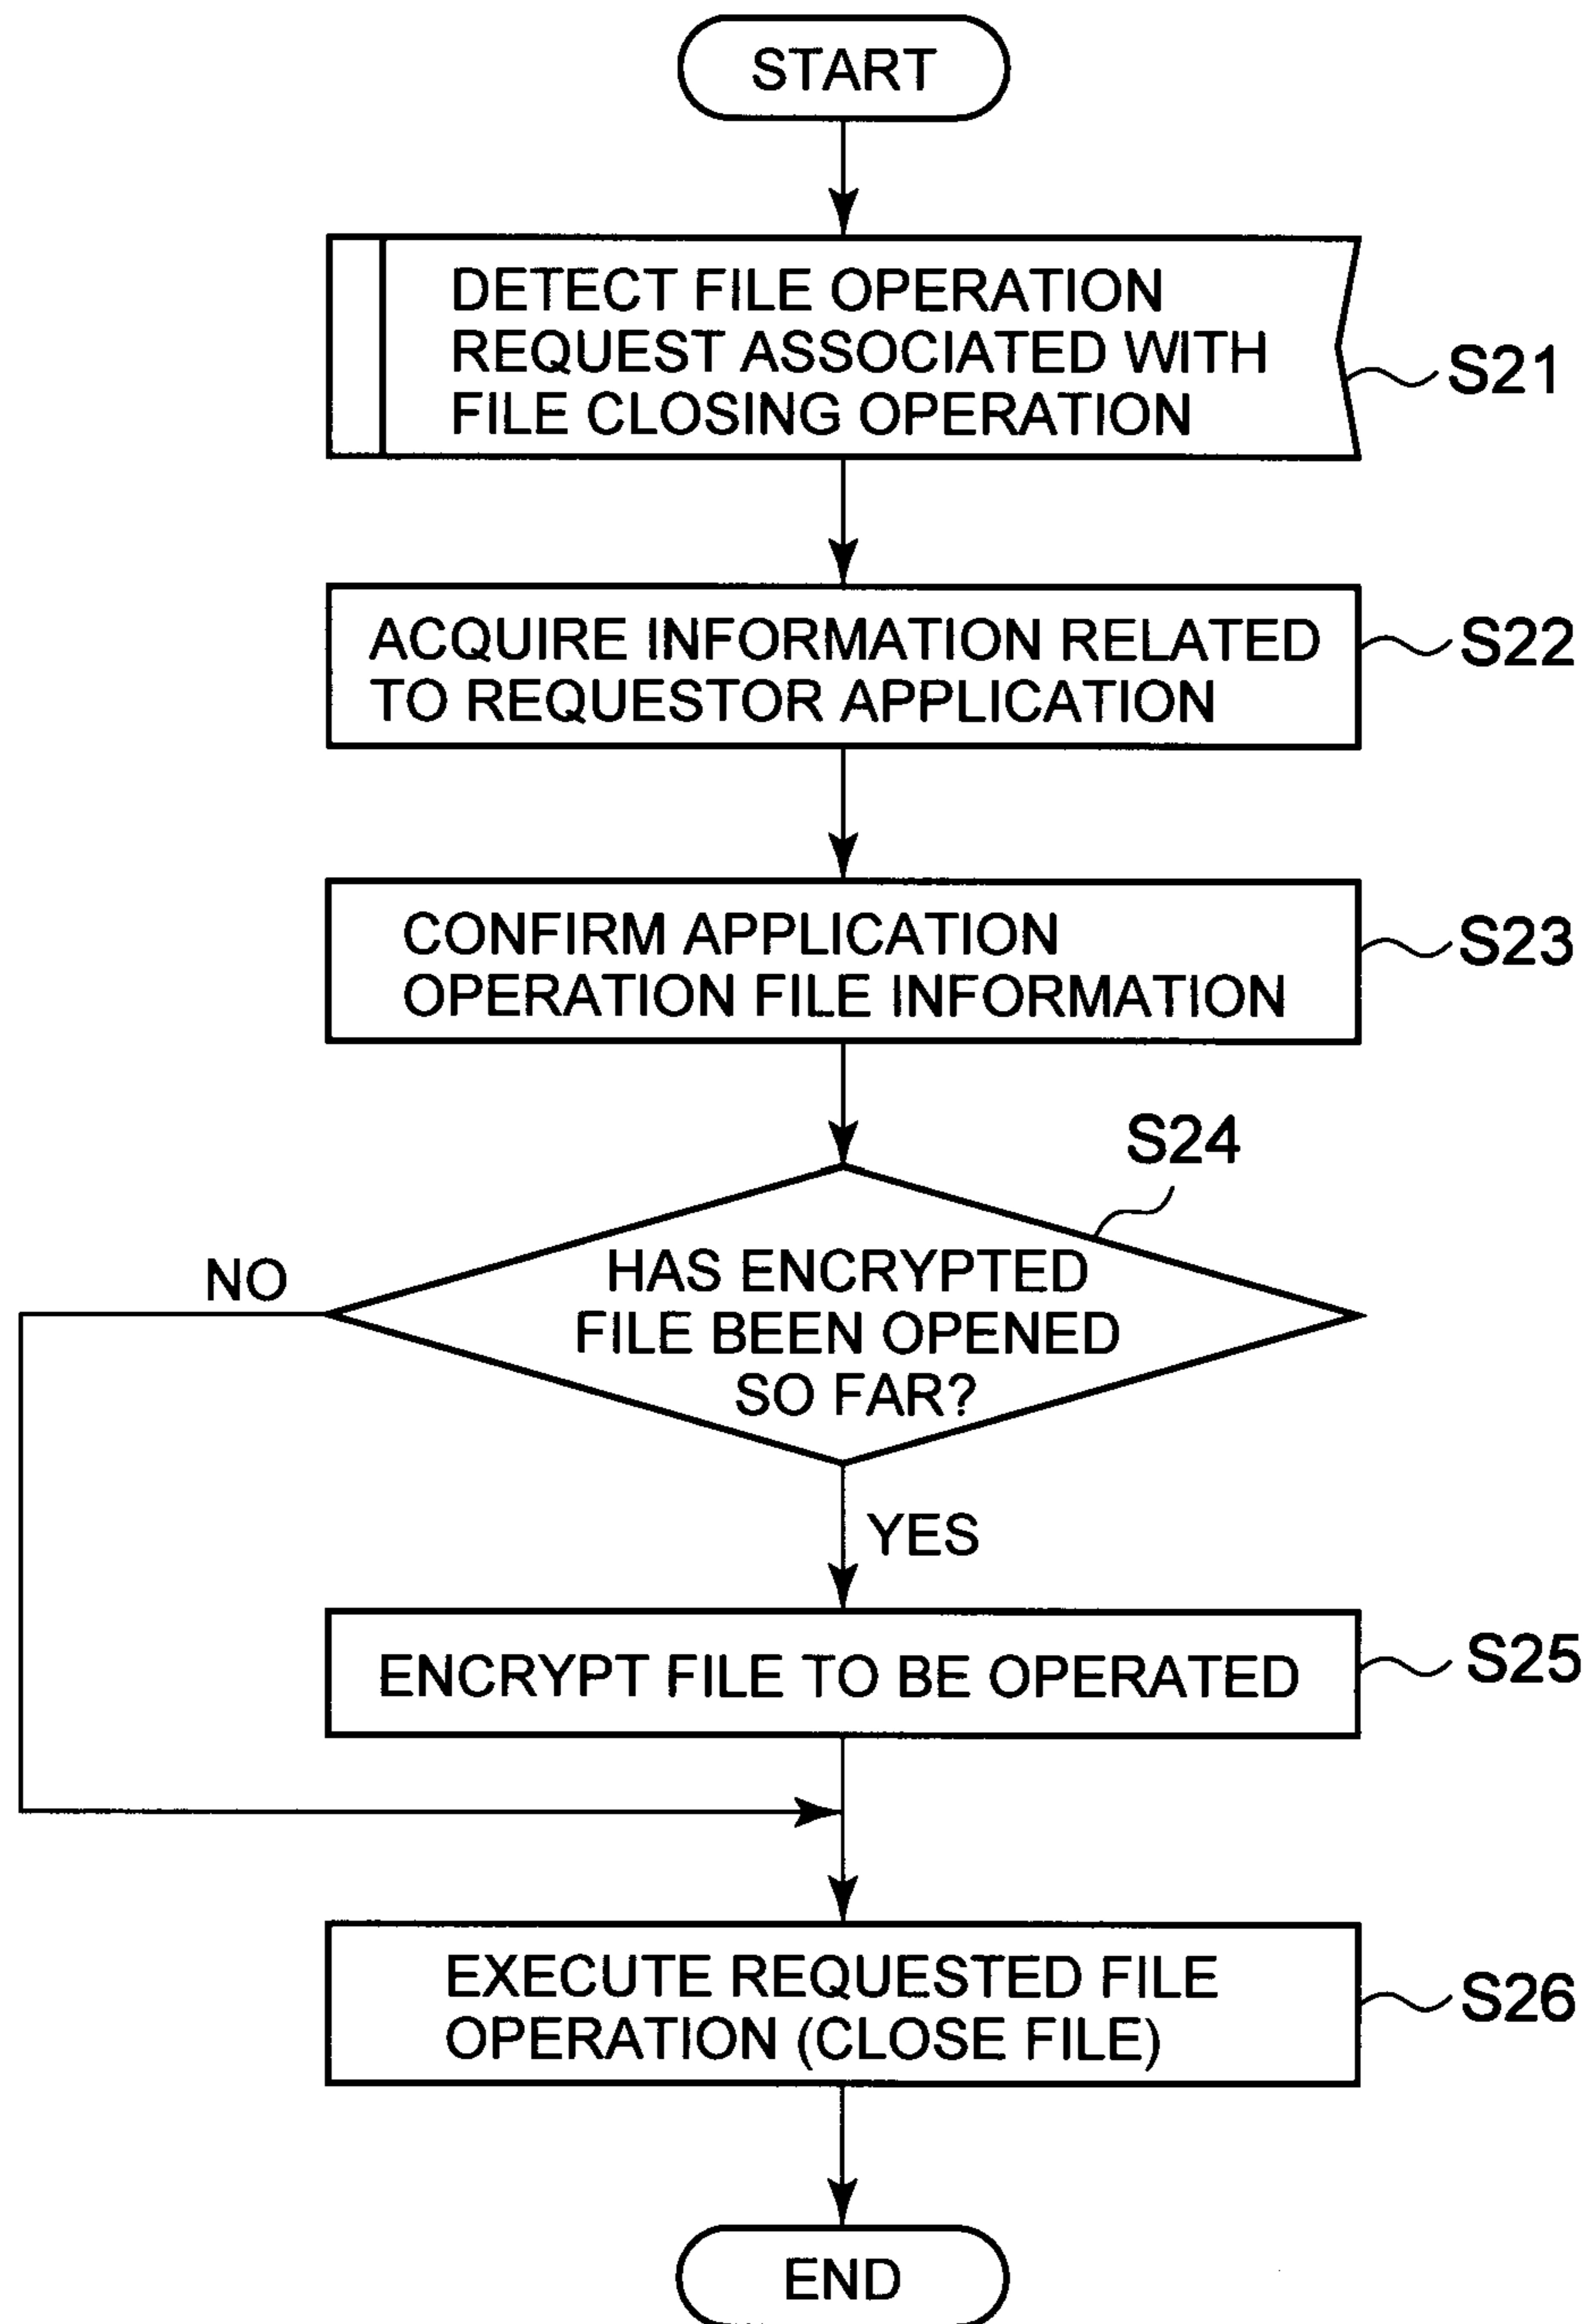 START
DETECT FILE OPERATION
REQUEST ASSOCIATED WITH
FILE CLOSING OPERATION
S21
ACQUIRE INFORMATION RELATED
TO REQUESTOR APPLICATION
S22
CONFIRM APPLICATION
OPERATION FILE INFORMATION
S23
S24
HAS ENCRYPTED
FILE BEEN OPENED
SO FAR?
NO
YES
ENCRYPT FILE TO BE OPERATED
S25
EXECUTE REQUESTED FILE
OPERATION (CLOSE FILE)
S26
END